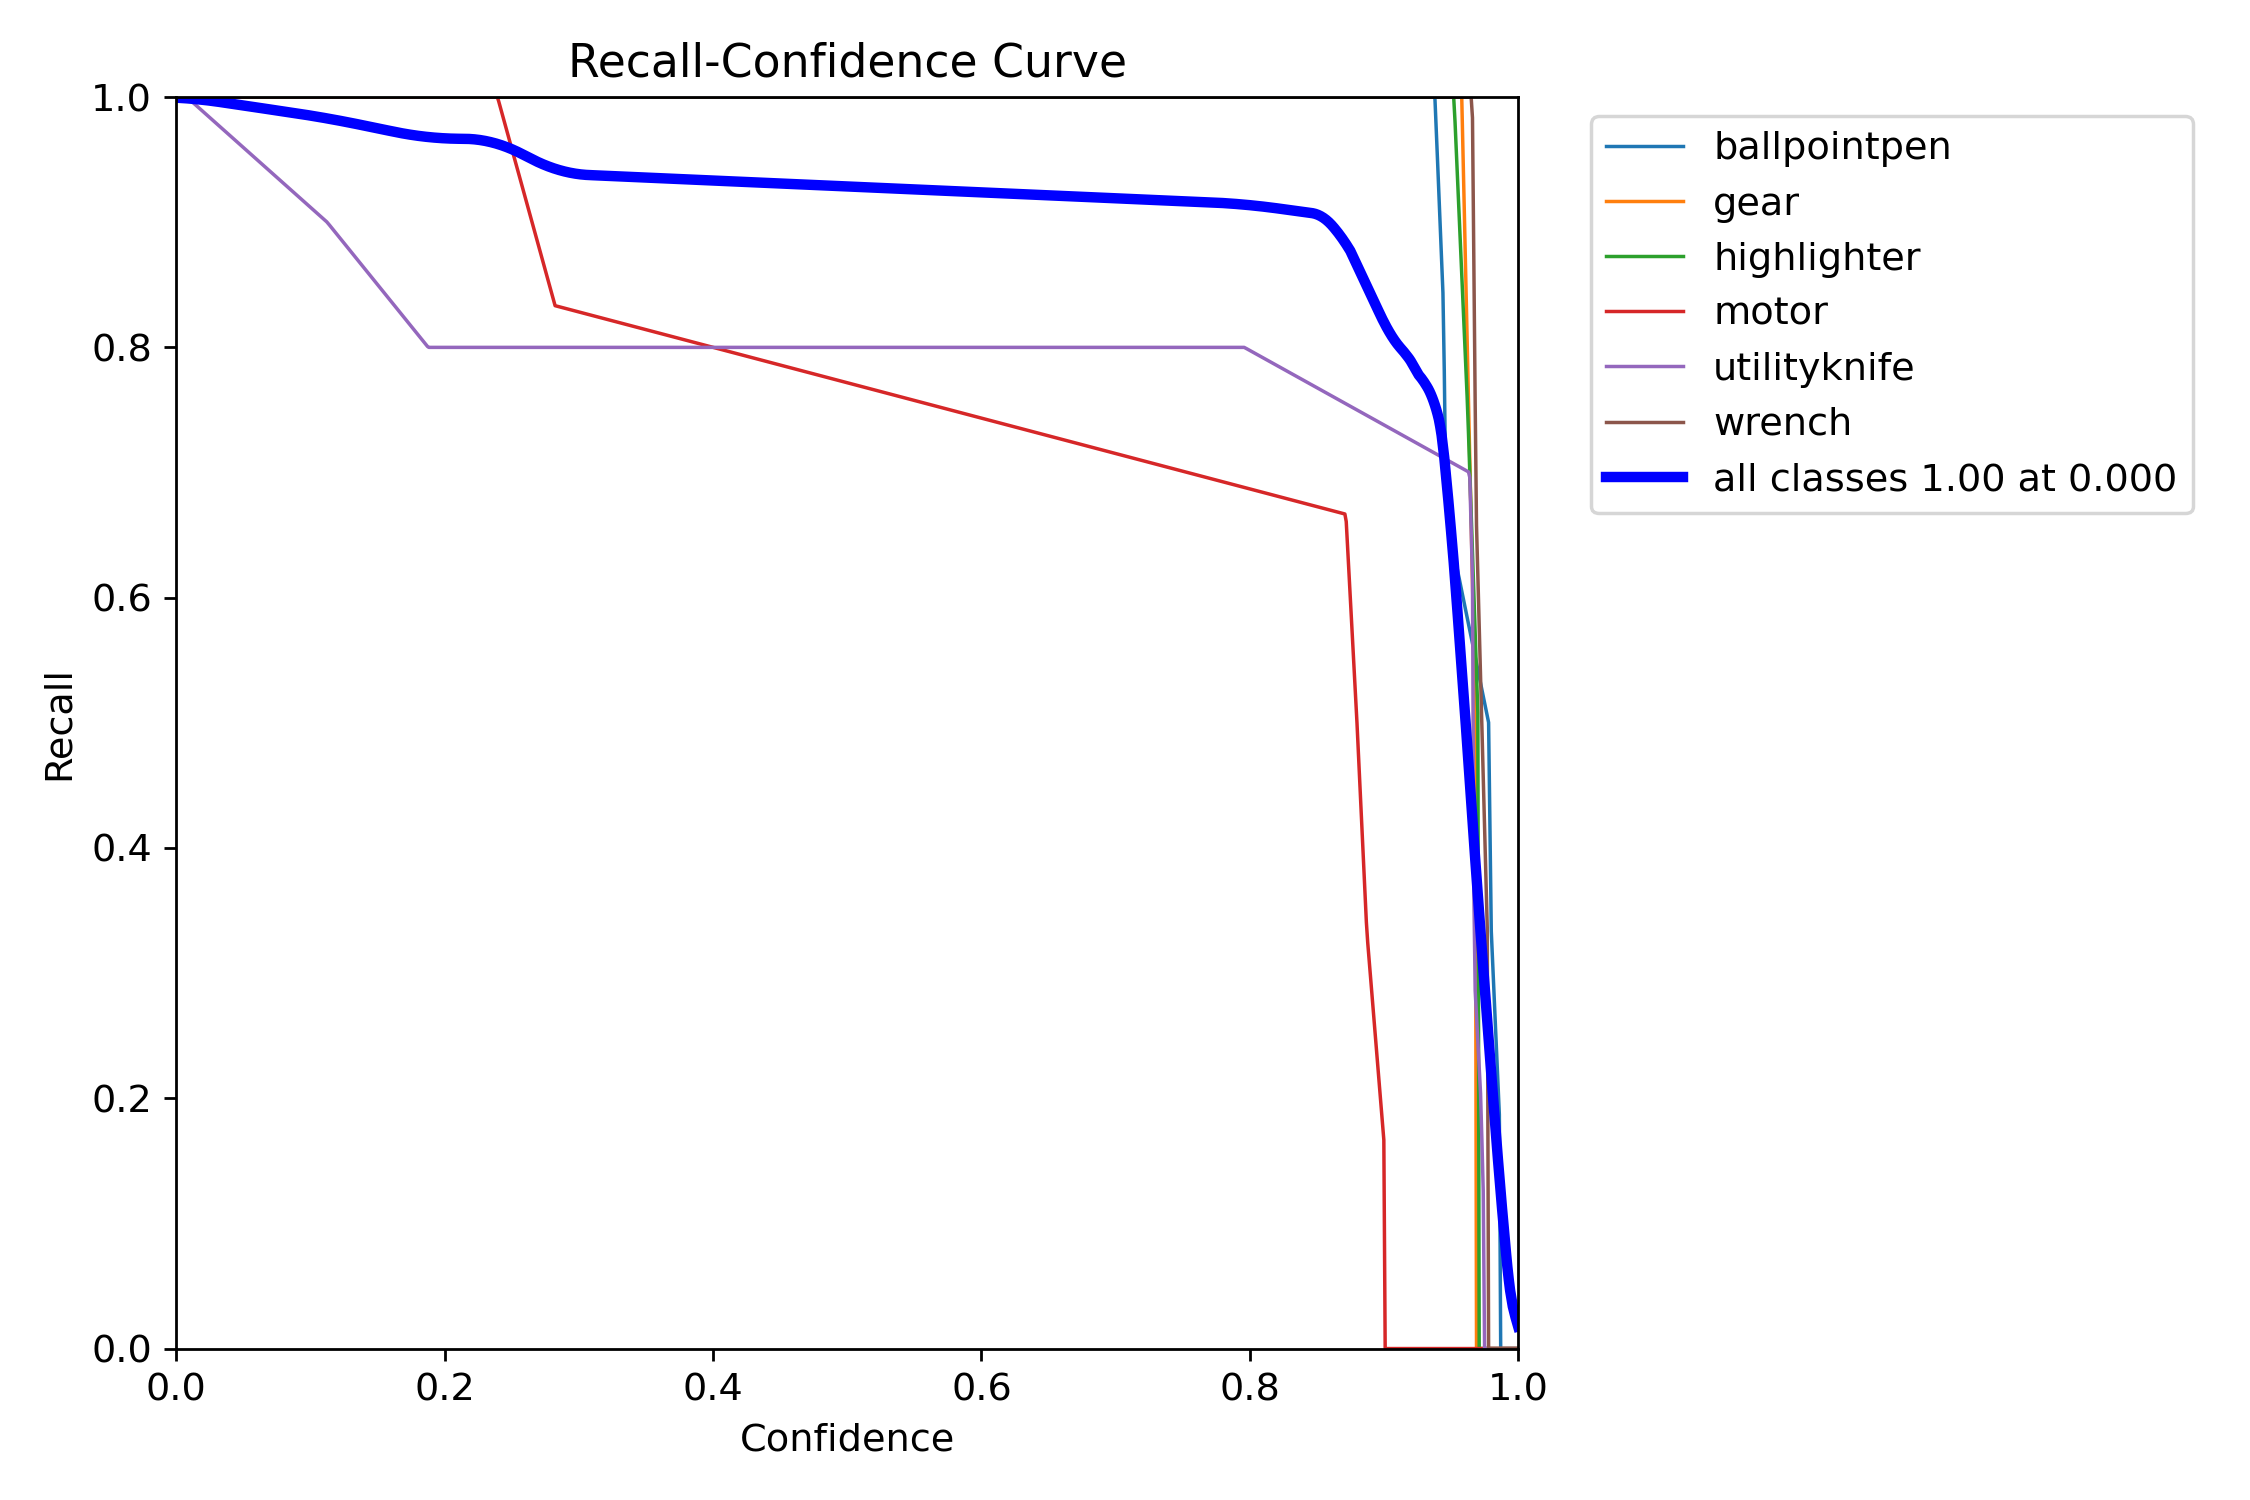 Recall-Confidence Curve
1.0
0.8
0.6
0.4
0.2
0.0
Recall
0.0 0.2 0.4 0.6 0.8 1.0
Confidence
ballpointpen
gear
highlighter
motor
utilityknife
wrench
all classes 1.00 at 0.000